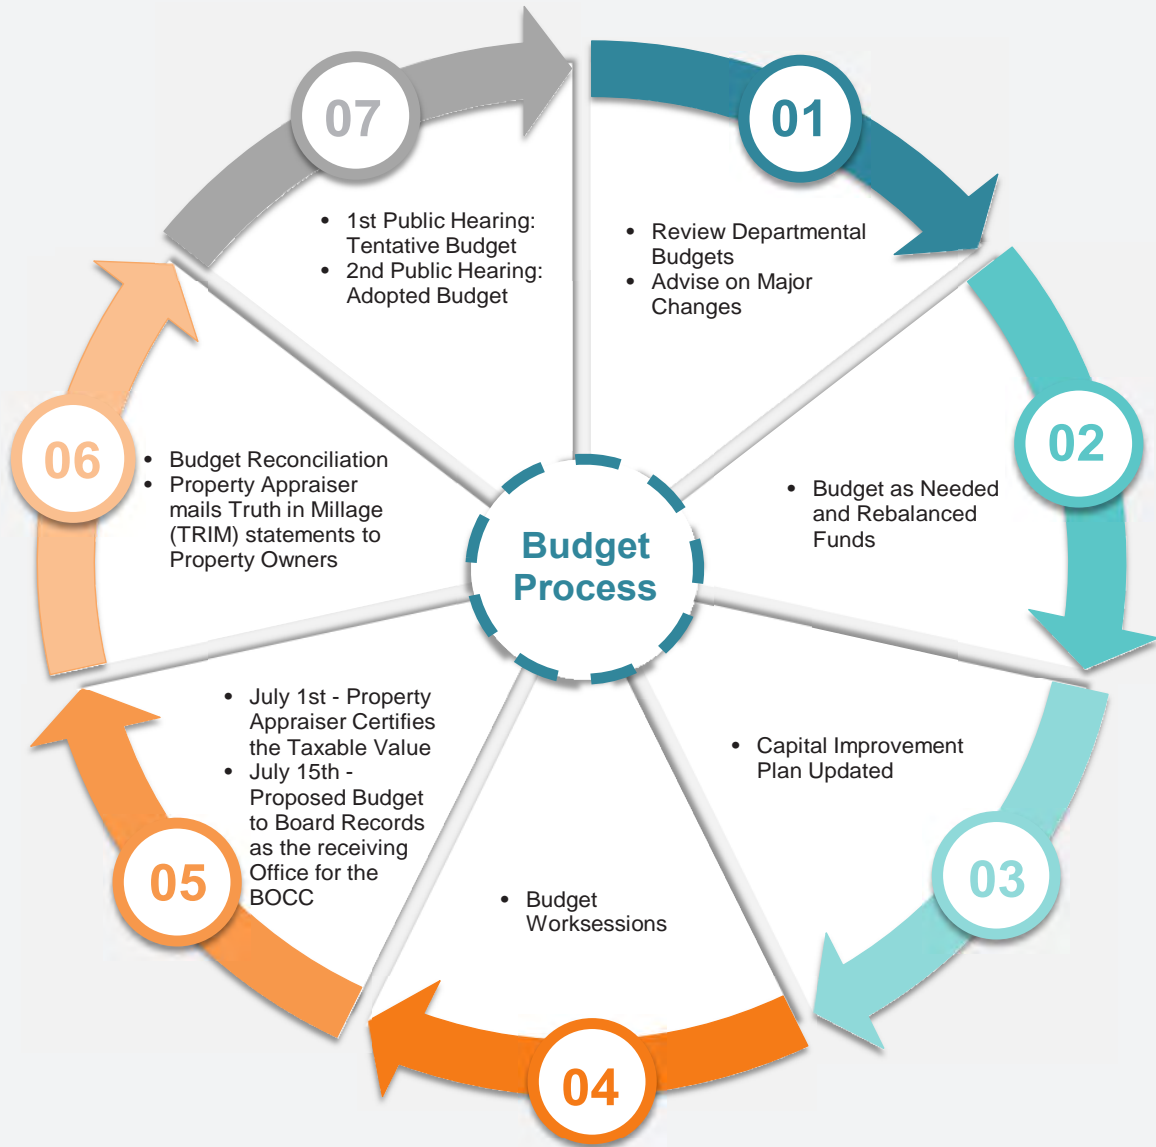 Budget
Process
01
• Review Departmental
Budgets
• Advise on Major
Changes
02
• Budget as Needed
and Rebalanced
Funds
03
• Capital Improvement
Plan Updated
04
• Budget
Worksessions
05
• July 1st - Property
Appraiser Certifies
the Taxable Value
• July 15th -
Proposed Budget
to Board Records
as the receiving
Office for the
BOCC
06
• Budget Reconciliation
• Property Appraiser
mails Truth in Millage
(TRIM) statements to
Property Owners
07
• 1st Public Hearing:
Tentative Budget
• 2nd Public Hearing:
Adopted Budget